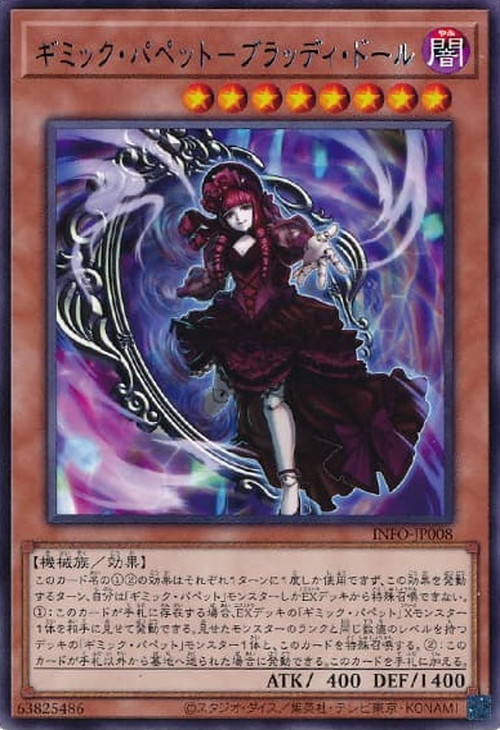 ギミック・パペット－ブラッディ・ドール
闇
INFO-JP008
【機械族／効果】
このカード名の①②の効果はそれぞれ1ターンに1度しか使用できず、この効果を発動
するターン、自分は「ギミック・パペット」モンスターしかEXデッキから特殊召喚できない。
①：このカードが手札に存在する場合、EXデッキの「ギミック・パペット」Xモンスター
1体を相手に見せて発動できる。見せたモンスターのランクと同じ数値のレベルを持つ
デッキの「ギミック・パペット」モンスター1体と、このカードを特殊召喚する。②：こ
のカードが手札以外から墓地へ送られた場合に発動できる。このカードを手札に加える。
ATK/ 400 DEF/1400
63825486
©スタジオ・ダイス／集英社・テレビ東京・KONAMI